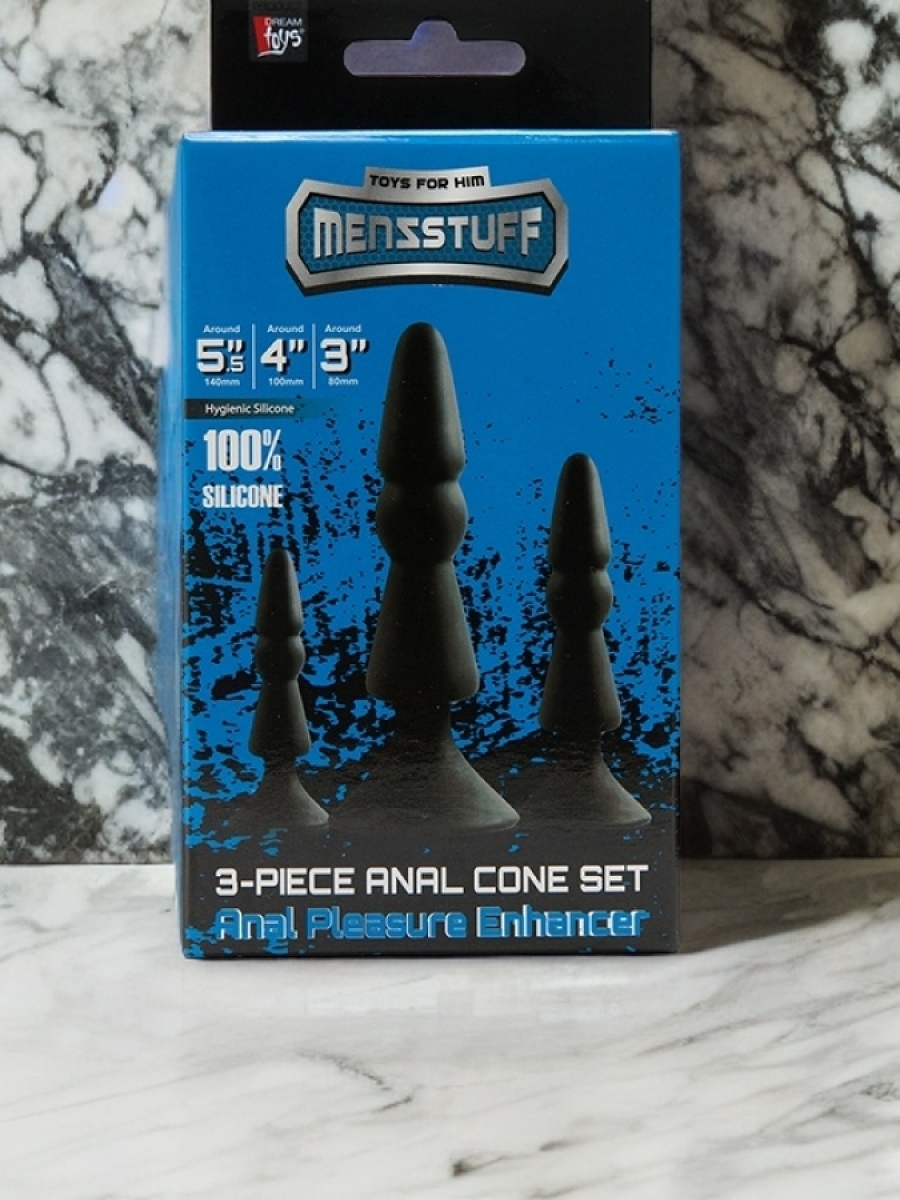 PRODUCT
DREAM
toys
TOYS FOR HIM
MENZSTUFF
Around Around Around
5.5" 4" 3"
140mm 100mm 80mm
Hygienic Silicone
100%
SILICONE
3-PIECE ANAL CONE SET
Anal Pleasure Enhancer